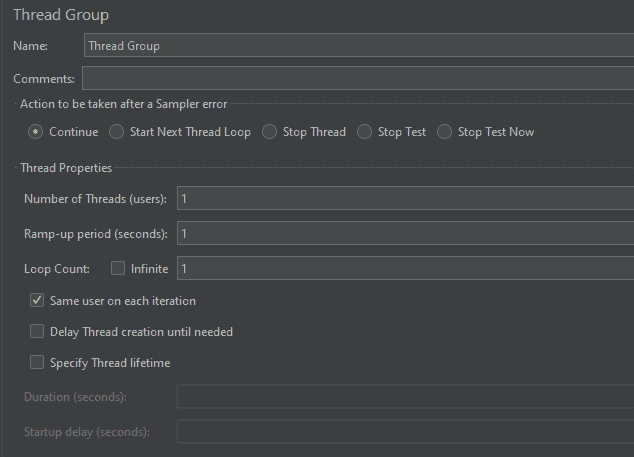 Thread Group
Name: Thread Group
Comments:
Action to be taken after a Sampler error
Continue Start Next Thread Loop Stop Thread Stop Test Stop Test Now
Thread Properties
Number of Threads (users): 1
Ramp-up period (seconds): 1
Loop Count: Infinite 1
Same user on each iteration
Delay Thread creation until needed
Specify Thread lifetime
Duration (seconds):
Startup delay (seconds):